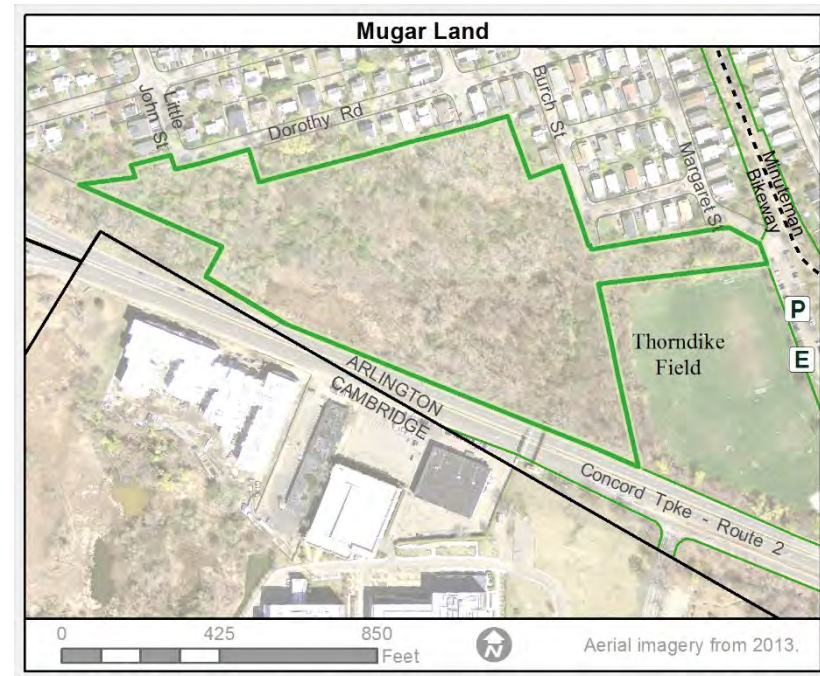 Mugar Land
Little
John St
Dorothy Rd
Burch St
Margaret St
Minuteman
Bikeway
P
E
Thorndike
Field
ARLINGTON
CAMBRIDGE
Concord Tpke - Route 2
0 425 850
Feet
N
Aerial imagery from 2013.